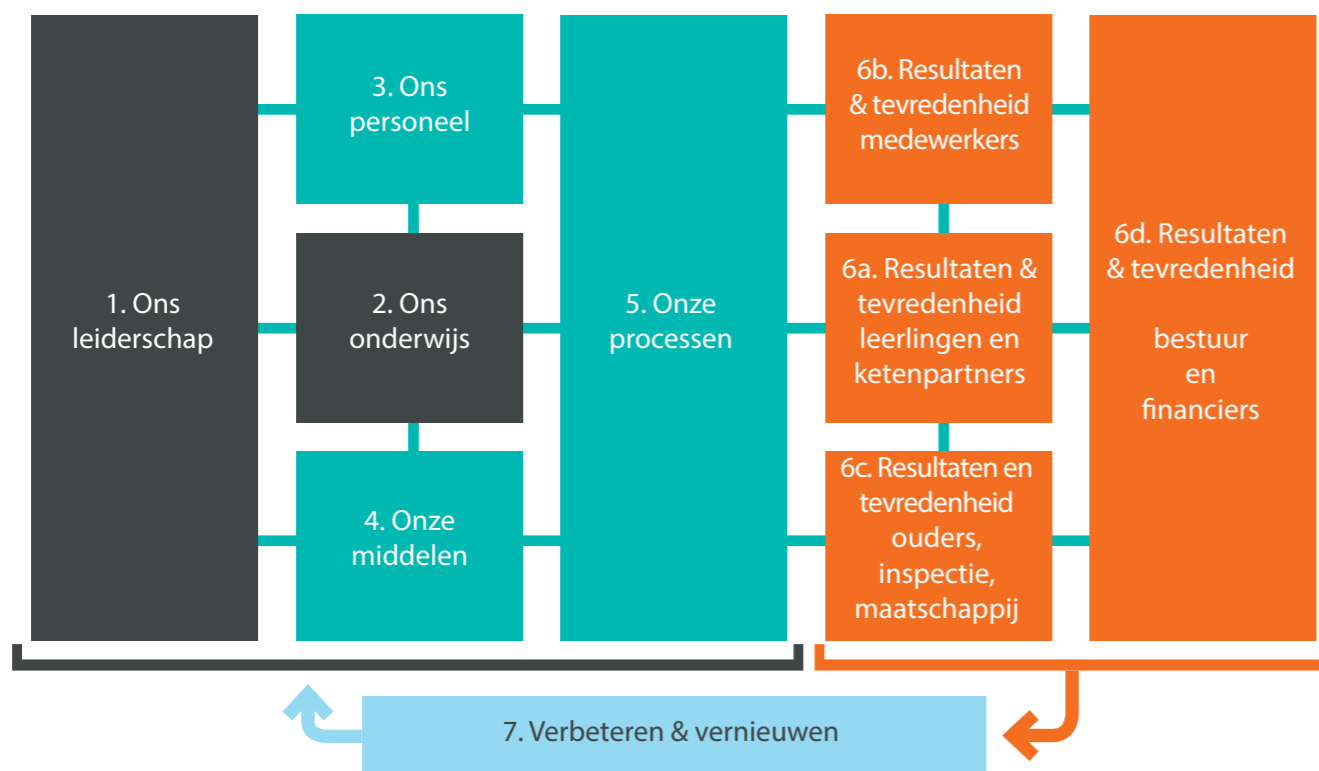 1. Ons
leiderschap
3. Ons
personeel
2. Ons
onderwijs
4. Onze
middelen
5. Onze
processen
6b. Resultaten
& tevredenheid
medewerkers
6a. Resultaten &
tevredenheid
leerlingen en
ketenpartners
6c. Resultaten en
tevredenheid
ouders,
inspectie,
maatschappij
6d. Resultaten
& tevredenheid
bestuur
en
financiers
7. Verbeteren & vernieuwen